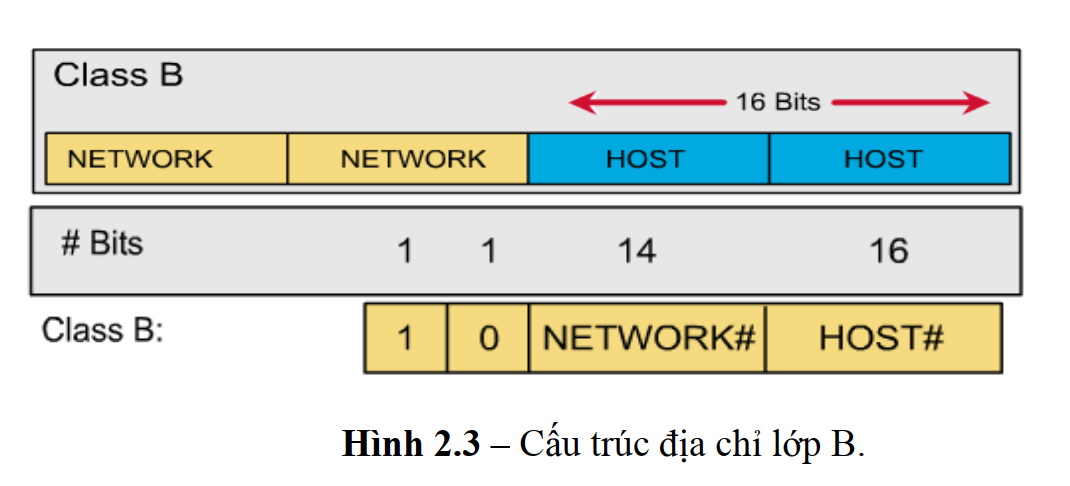 Class B
16 Bits
NETWORK NETWORK HOST HOST
# Bits 1 1 14 16
Class B: 1 0 NETWORK# HOST#
Hình 2.3 – Cấu trúc địa chỉ lớp B.